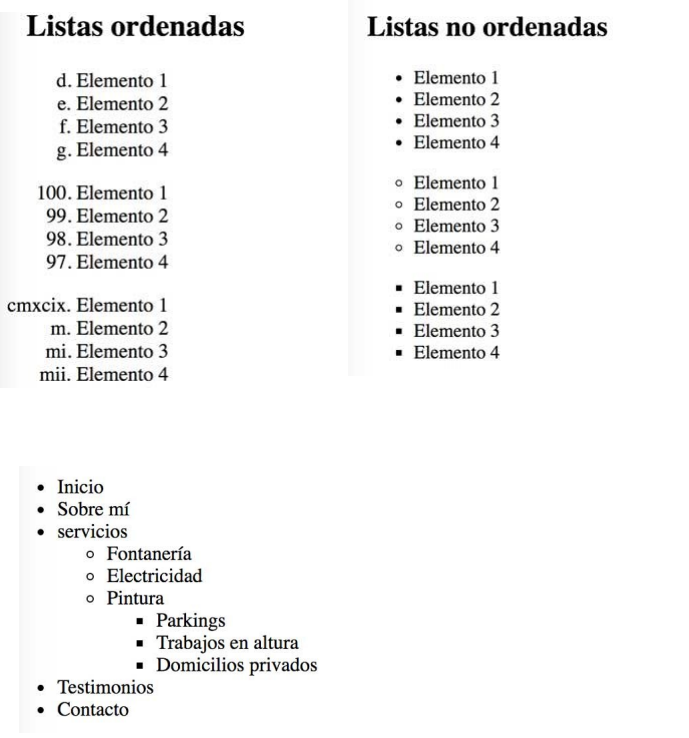 Listas ordenadas
d. Elemento 1
e. Elemento 2
f. Elemento 3
g. Elemento 4
100. Elemento 1
99. Elemento 2
98. Elemento 3
97. Elemento 4
cmxcix. Elemento 1
m. Elemento 2
mi. Elemento 3
mii. Elemento 4
Listas no ordenadas
• Elemento 1
• Elemento 2
• Elemento 3
• Elemento 4
◦ Elemento 1
◦ Elemento 2
◦ Elemento 3
◦ Elemento 4
▪ Elemento 1
▪ Elemento 2
▪ Elemento 3
▪ Elemento 4
• Inicio
• Sobre mí
• servicios
◦ Fontanería
◦ Electricidad
◦ Pintura
▪ Parkings
▪ Trabajos en altura
▪ Domicilios privados
• Testimonios
• Contacto